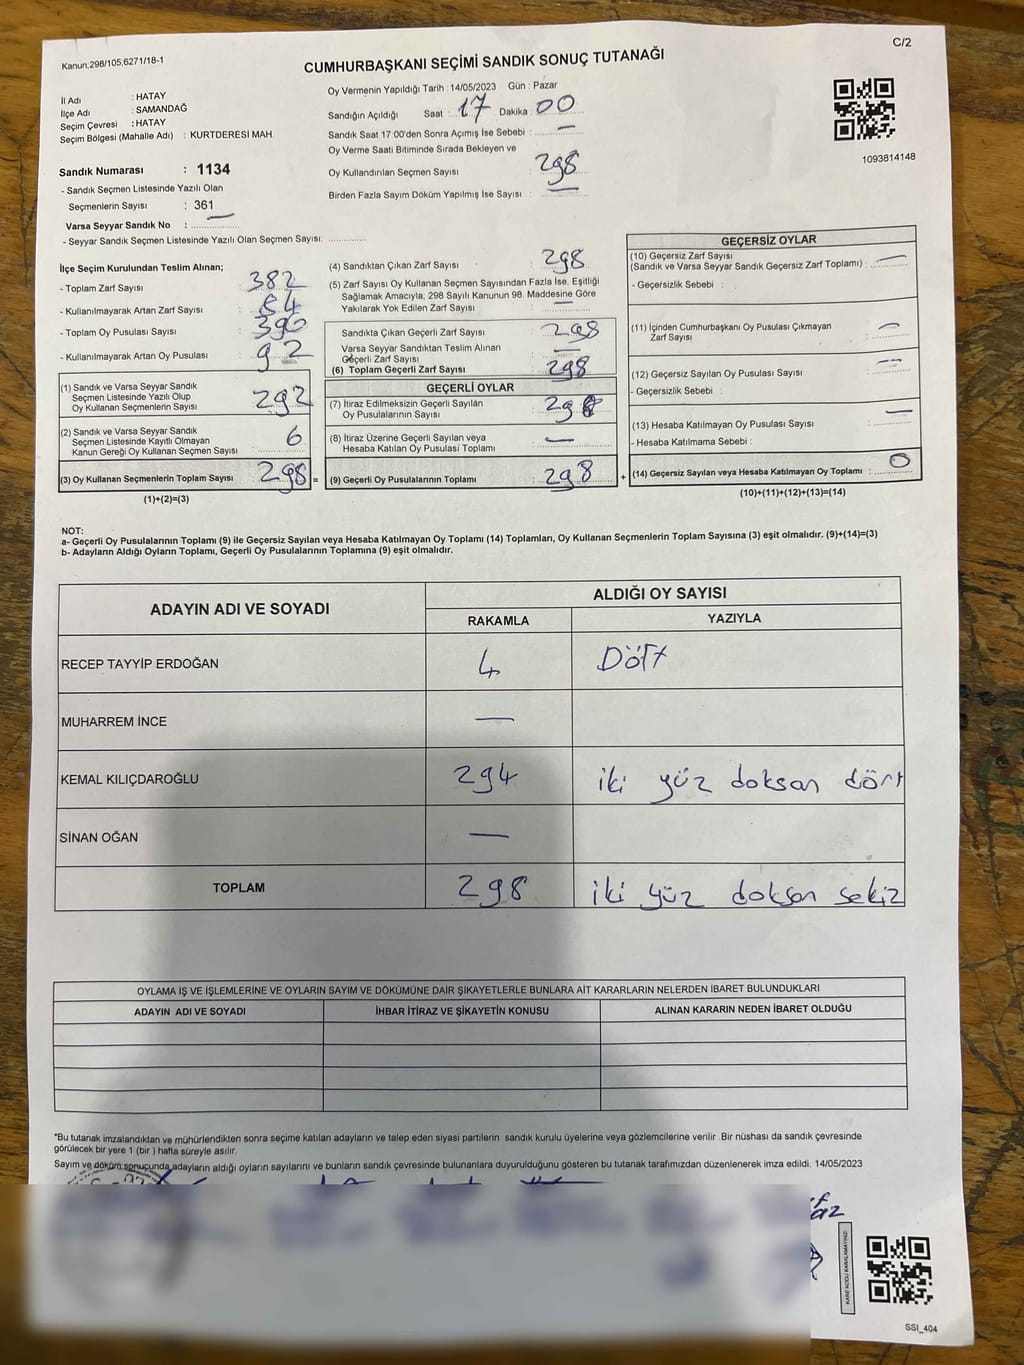 C/2
Kanun:298/105;6271/18-1
CUMHURBAŞKANI SEÇİMİ SANDIK SONUÇ TUTANAĞI
İl Adı : HATAY
İlçe Adı : SAMANDAĞ
Seçim Çevresi : HATAY
Seçim Bölgesi (Mahalle Adı) : KURTDERESİ MAH.
Sandık Numarası : 1134
- Sandık Seçmen Listesinde Yazılı Olan
Seçmenlerin Sayısı : 361
Varsa Seyyar Sandık No : —
- Seyyar Sandık Seçmen Listesinde Yazılı Olan Seçmen Sayısı: ..................
Oy Vermenin Yapıldığı Tarih : 14/05/2023 Gün : Pazar
Sandığın Açıldığı Saat : 17 Dakika : 00
Sandık Saat 17:00'den Sonra Açımış İse Sebebi : —
Oy Verme Saati Bitiminde Sırada Bekleyen ve
Oy Kullandırılan Seçmen Sayısı : 298
Birden Fazla Sayım Döküm Yapılmış İse Sayısı : —
1093814148
İlçe Seçim Kurulundan Teslim Alınan;
- Toplam Zarf Sayısı : 382
- Kullanılmayarak Artan Zarf Sayısı : 84
- Toplam Oy Pusulası Sayısı : 390
- Kullanılmayarak Artan Oy Pusulası : 92
(1) Sandık ve Varsa Seyyar Sandık
Seçmen Listesinde Yazılı Olup
Oy Kullanan Seçmenlerin Sayısı : 292
(2) Sandık ve Varsa Seyyar Sandık
Seçmen Listesinde Kayıtlı Olmayan
Kanun Gereği Oy Kullanan Seçmen Sayısı : 6
(3) Oy Kullanan Seçmenlerin Toplam Sayısı : 298 =
(1)+(2)=(3)
(4) Sandıktan Çıkan Zarf Sayısı : 298
(5) Zarf Sayısı Oy Kullanan Seçmen Sayısından Fazla İse, Eşitliği
Sağlamak Amacıyla, 298 Sayılı Kanunun 98. Maddesine Göre
Yakılarak Yok Edilen Zarf Sayısı : —
Sandıkta Çıkan Geçerli Zarf Sayısı : 298
Varsa Seyyar Sandıktan Teslim Alınan
Geçerli Zarf Sayısı : —
(6) Toplam Geçerli Zarf Sayısı : 298
GEÇERLİ OYLAR
(7) İtiraz Edilmeksizin Geçerli Sayılan
Oy Pusulalarının Sayısı : 298
(8) İtiraz Üzerine Geçerli Sayılan veya
Hesaba Katılan Oy Pusulası Toplamı : —
(9) Geçerli Oy Pusulalarının Toplamı : 298 +
GEÇERSİZ OYLAR
(10) Geçersiz Zarf Sayısı
(Sandık ve Varsa Seyyar Sandık Geçersiz Zarf Toplamı) : —
- Geçersizlik Sebebi :
(11) İçinden Cumhurbaşkanı Oy Pusulası Çıkmayan
Zarf Sayısı : —
(12) Geçersiz Sayılan Oy Pusulası Sayısı : —
- Geçersizlik Sebebi :
(13) Hesaba Katılmayan Oy Pusulası Sayısı : —
- Hesaba Katılmama Sebebi :
(14) Geçersiz Sayılan veya Hesaba Katılmayan Oy Toplamı : 0
(10)+(11)+(12)+(13)=(14)
NOT:
a- Geçerli Oy Pusulalarının Toplamı (9) ile Geçersiz Sayılan veya Hesaba Katılmayan Oy Toplamı (14) Toplamları, Oy Kullanan Seçmenlerin Toplam Sayısına (3) eşit olmalıdır. (9)+(14)=(3)
b- Adayların Aldığı Oyların Toplamı, Geçerli Oy Pusulalarının Toplamına (9) eşit olmalıdır.
ADAYIN ADI VE SOYADI ALDIĞI OY SAYISI
RAKAMLA YAZIYLA
RECEP TAYYİP ERDOĞAN 4 Dört
MUHARREM İNCE —
KEMAL KILIÇDAROĞLU 294 iki yüz doksan dört
SİNAN OĞAN —
TOPLAM 298 iki yüz doksan sekiz
OYLAMA İŞ VE İŞLEMLERİNE VE OYLARIN SAYIM VE DÖKÜMÜNE DAİR ŞİKAYETLERLE BUNLARA AİT KARARLARIN NELERDEN İBARET BULUNDUKLARI
ADAYIN ADI VE SOYADI İHBAR İTİRAZ VE ŞİKAYETİN KONUSU ALINAN KARARIN NEDEN İBARET OLDUĞU
*Bu tutanak imzalandıktan ve mühürlendikten sonra seçime katılan adayların ve talep eden siyasi partilerin sandık kurulu üyelerine veya gözlemcilerine verilir .Bir nüshası da sandık çevresinde
görülecek bir yere 1 (bir ) hafta süreyle asılır.
Sayım ve döküm sonucunda adayların aldığı oyların sayılarını ve bunların sandık çevresinde bulunanlara duyurulduğunu gösteren bu tutanak tarafımızdan düzenlenerek imza edildi. 14/05/2023
KARE KODU KARALAMAYINIZ!
SSI_404